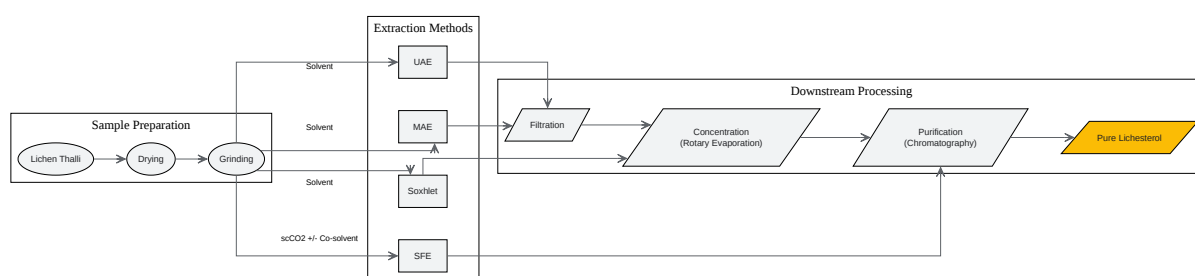 Extraction Methods
UAE
Solvent
Downstream Processing
Sample Preparation
Solvent
MAE
Filtration
Concentration
(Rotary Evaporation)
Purification
(Chromatography)
Pure Lichesterol
Lichen Thalli
Drying
Grinding
Solvent
Soxhlet
scCO2 +/- Co-solvent
SFE